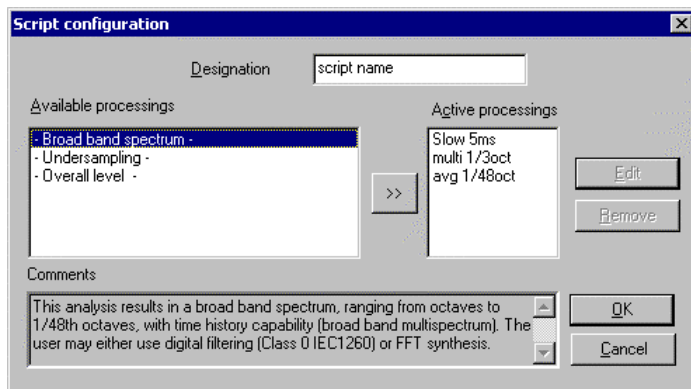 Script configuration
Designation
script name
Available processings
Active processings
- Broad band spectrum -
- Undersampling -
- Overall level -
>>
Slow 5ms
multi 1/3oct
avg 1/48oct
Edit
Remove
Comments
This analysis results in a broad band spectrum, ranging from octaves to
1/48th octaves, with time history capability (broad band multispectrum). The
user may either use digital filtering (Class 0 IEC1260) or FFT synthesis.
OK
Cancel